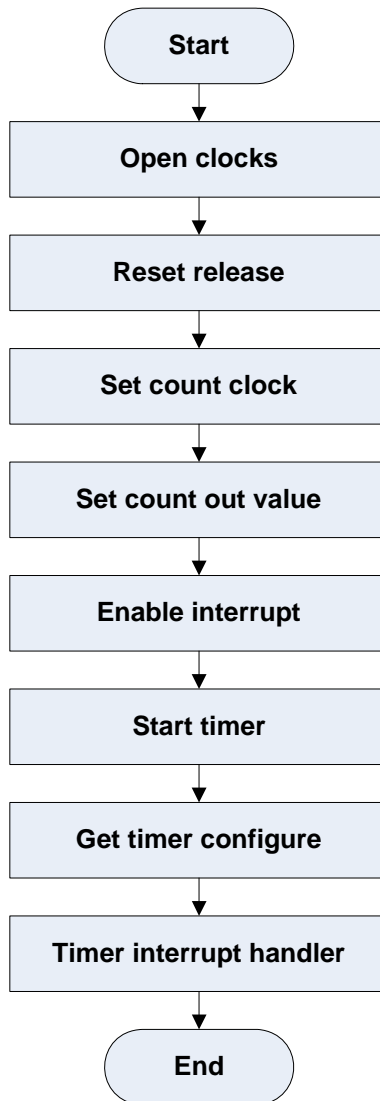 Start
Open clocks
Reset release
Set count clock
Set count out value
Enable interrupt
Start timer
Get timer configure
Timer interrupt handler
End